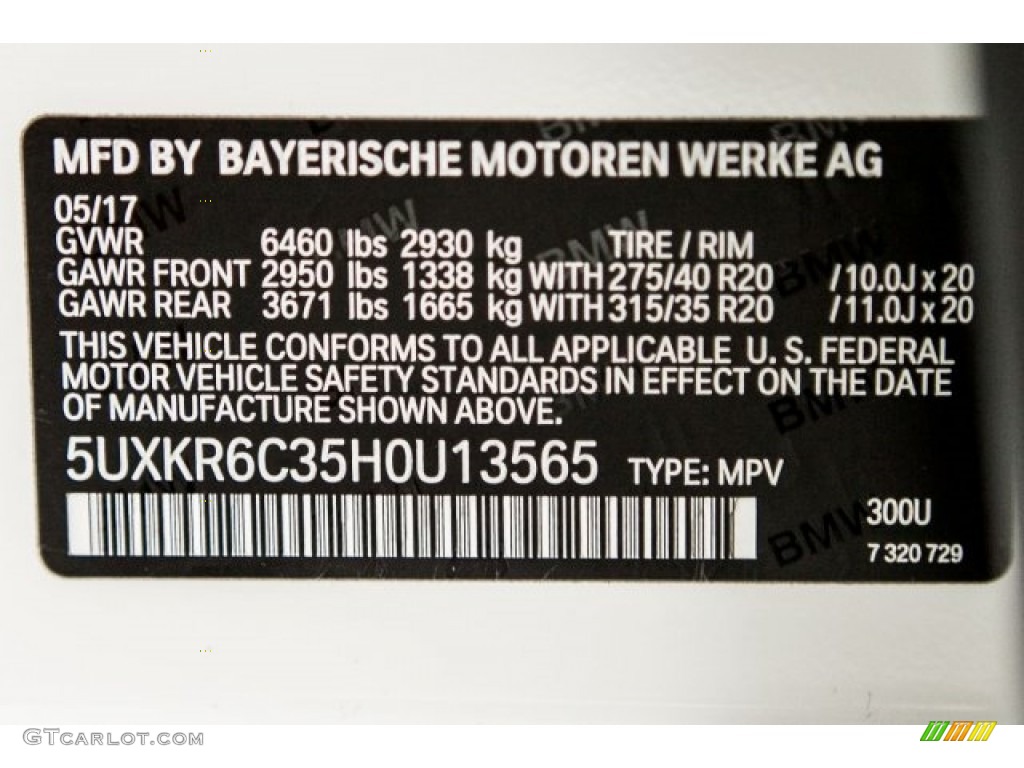 MFD BY BAYERISCHE MOTOREN WERKE AG
05/17
GVWR 6460 lbs 2930 kg TIRE / RIM
GAWR FRONT 2950 lbs 1338 kg WITH 275/40 R20 /10.0J x 20
GAWR REAR 3671 lbs 1665 kg WITH 315/35 R20 /11.0J x 20
THIS VEHICLE CONFORMS TO ALL APPLICABLE U. S. FEDERAL
MOTOR VEHICLE SAFETY STANDARDS IN EFFECT ON THE DATE
OF MANUFACTURE SHOWN ABOVE.
5UXKR6C35H0U13565 TYPE: MPV
300U
7 320 729
GTCARLOT.COM